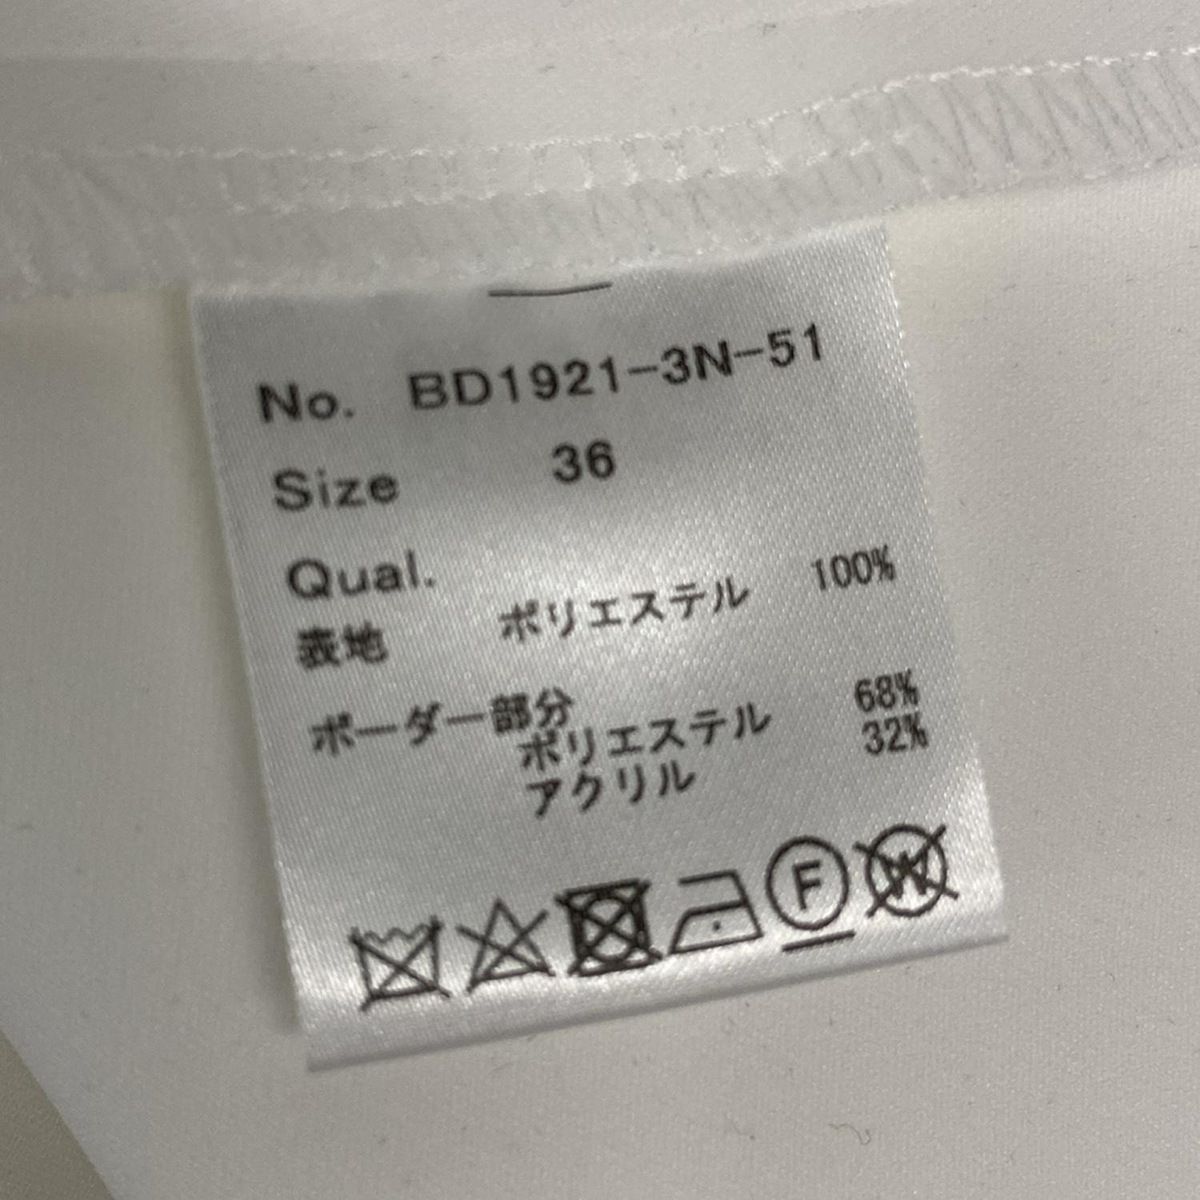 No. BD1921-3N-51
Size 36
Qual.
表地 ポリエステル 100%
ボーダー部分
ポリエステル 68%
アクリル 32%
F W